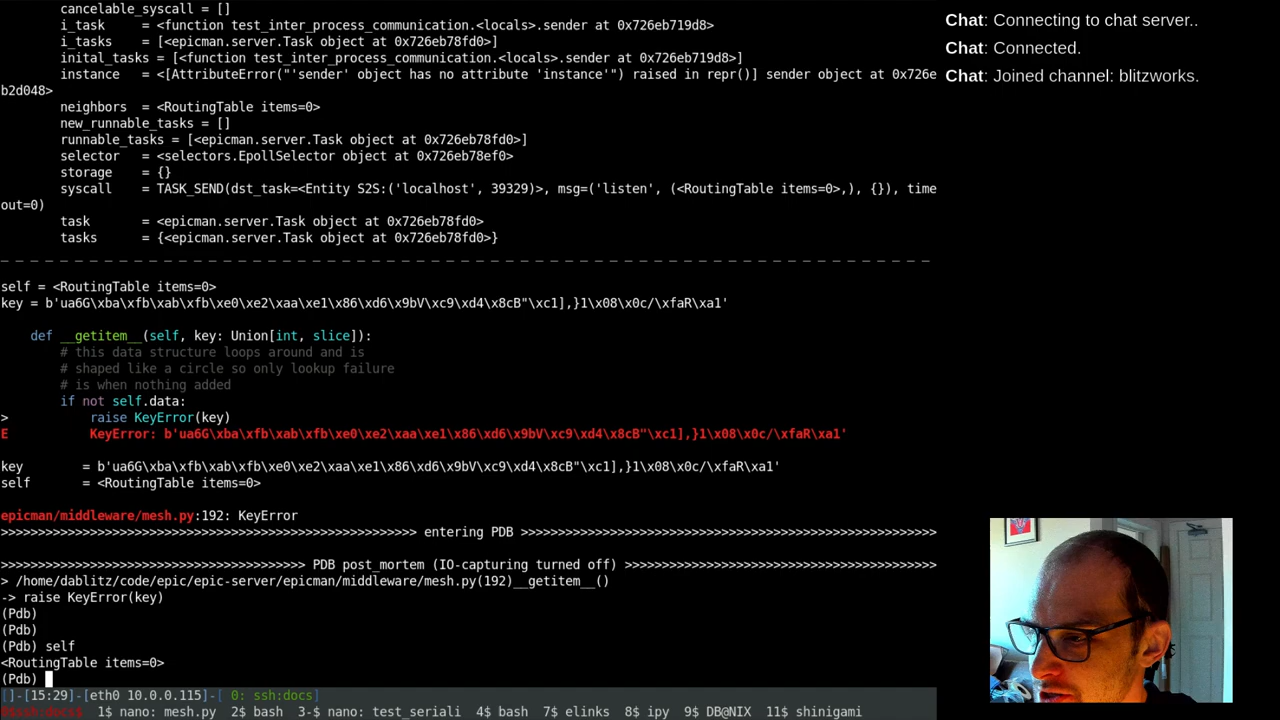 cancelable_syscall = []
i_task     = <function test_inter_process_communication.<locals>.sender at 0x726eb719d8>
i_tasks    = [<epicman.server.Task object at 0x726eb78fd0>]
inital_tasks = [<function test_inter_process_communication.<locals>.sender at 0x726eb719d8>]
instance   = <[AttributeError("'sender' object has no attribute 'instance'") raised in repr()] sender object at 0x726e
b2d048>
neighbors  = <RoutingTable items=0>
new_runnable_tasks = []
runnable_tasks = [<epicman.server.Task object at 0x726eb78fd0>]
selector   = <selectors.EpollSelector object at 0x726eb78ef0>
storage    = {}
syscall    = TASK_SEND(dst_task=<Entity S2S:('localhost', 39329)>, msg=('listen', (<RoutingTable items=0>,), {}), time
out=0)
task       = <epicman.server.Task object at 0x726eb78fd0>
tasks      = {<epicman.server.Task object at 0x726eb78fd0>}
_ _ _ _ _ _ _ _ _ _ _ _ _ _ _ _ _ _ _ _ _ _ _ _ _ _ _ _ _ _ _ _ _ _ _ _ _ _ _ _ _ _ _ _ _ _ _ _ _ _ _ _ _ _ _ _ _
self = <RoutingTable items=0>
key = b'ua6G\xba\xfb\xab\xfb\xe0\xe2\xaa\xe1\x86\xd6\x9bV\xc9\xd4\x8cB"\xc1],}1\x08\x0c/\xfaR\xa1'
def __getitem__(self, key: Union[int, slice]):
# this data structure loops around and is
# shaped like a circle so only lookup failure
# is when nothing added
if not self.data:
>           raise KeyError(key)
E           KeyError: b'ua6G\xba\xfb\xab\xfb\xe0\xe2\xaa\xe1\x86\xd6\x9bV\xc9\xd4\x8cB"\xc1],}1\x08\x0c/\xfaR\xa1'
key        = b'ua6G\xba\xfb\xab\xfb\xe0\xe2\xaa\xe1\x86\xd6\x9bV\xc9\xd4\x8cB"\xc1],}1\x08\x0c/\xfaR\xa1'
self       = <RoutingTable items=0>
epicman/middleware/mesh.py:192: KeyError
>>>>>>>>>>>>>>>>>>>>>>>>>>>>>>>>>>>>>>>>>>>>>>>>>>>> entering PDB >>>>>>>>>>>>>>>>>>>>>>>>>>>>>>>>>>>>>>>>>>>>>>>>>>>>
>>>>>>>>>>>>>>>>>>>>>>>>>>>>>>>>>>>>>> PDB post_mortem (IO-capturing turned off) >>>>>>>>>>>>>>>>>>>>>>>>>>>>>>>>>>>>>>>
> /home/dablitz/code/epic/epic-server/epicman/middleware/mesh.py(192)__getitem__()
-> raise KeyError(key)
(Pdb)
(Pdb)
(Pdb) self
<RoutingTable items=0>
(Pdb)
[]-[15:29]-[eth0 10.0.0.115]-[ 0: ssh:docs]
0$ssh:docs$  1$ nano: mesh.py  2$ bash  3-$ nano: test_seriali  4$ bash  7$ elinks  8$ ipy  9$ DB@NIX  11$ shinigami
Chat: Connecting to chat server..
Chat: Connected.
Chat: Joined channel: blitzworks.